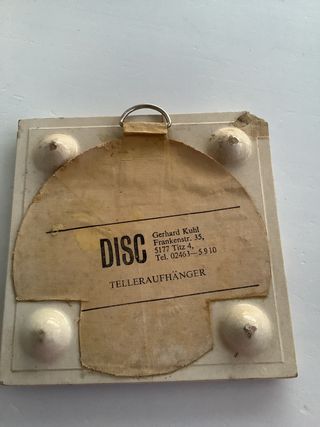 DISC
Gerhard Kuhl
Frankenstr. 35,
5177 Titz 4,
Tel. 02463—5910
TELLERAUFHÄNGER